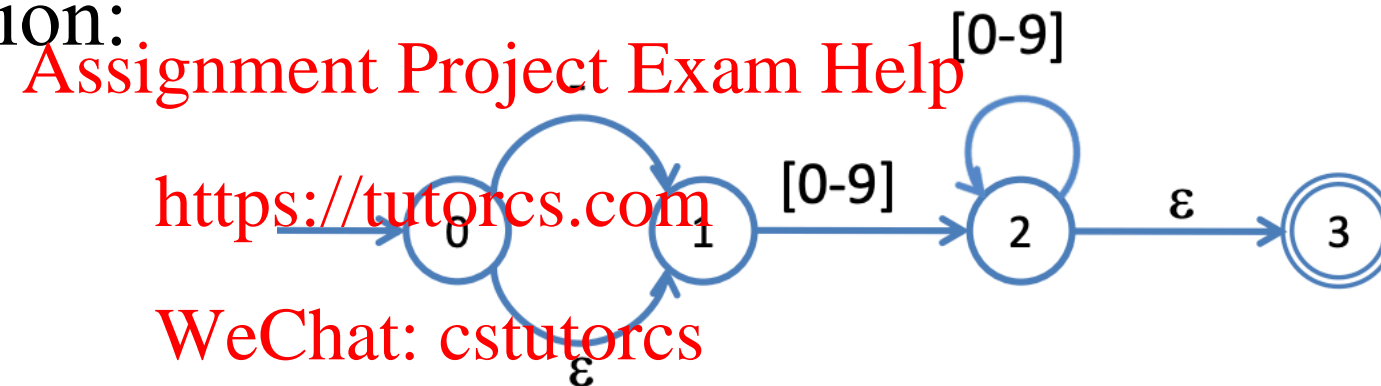 ion:
Assignment Project Exam Help
[0-9]
-
[0-9]
ε
https://tutorcs.com
0
1
2
3
WeChat: cstutorcs
ε